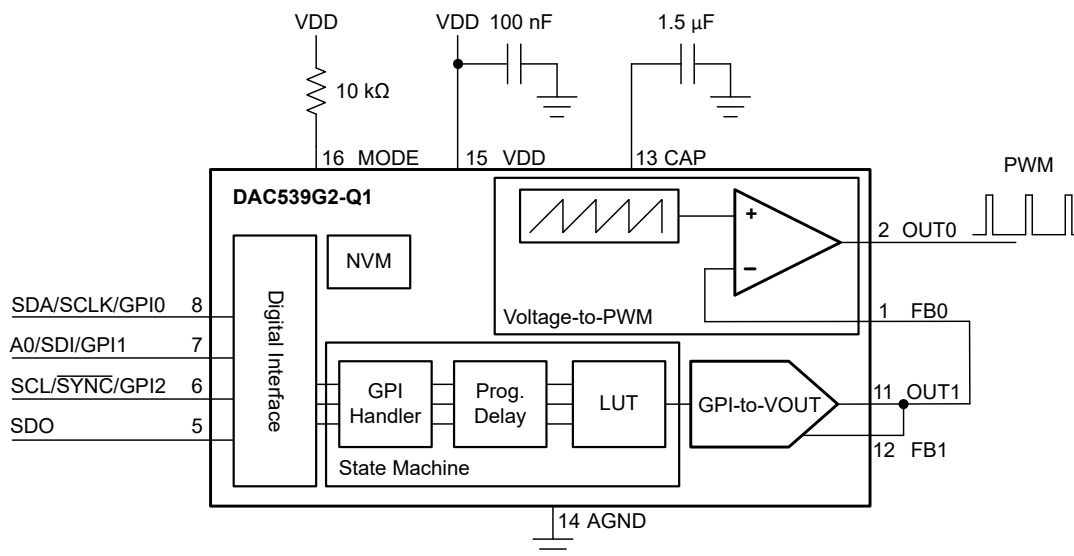 VDD
VDD
100 nF
1.5 µF
10 kΩ
16 MODE
15 VDD
13 CAP
PWM
DAC539G2-Q1
NVM
Digital Interface
+
−
2 OUT0
Voltage-to-PWM
1 FB0
SDA/SCLK/GPI0 8
A0/SDI/GPI1 7
SCL/SYNC/GPI2 6
SDO 5
GPI
Handler
Prog.
Delay
LUT
State Machine
GPI-to-VOUT
11 OUT1
12 FB1
14 AGND